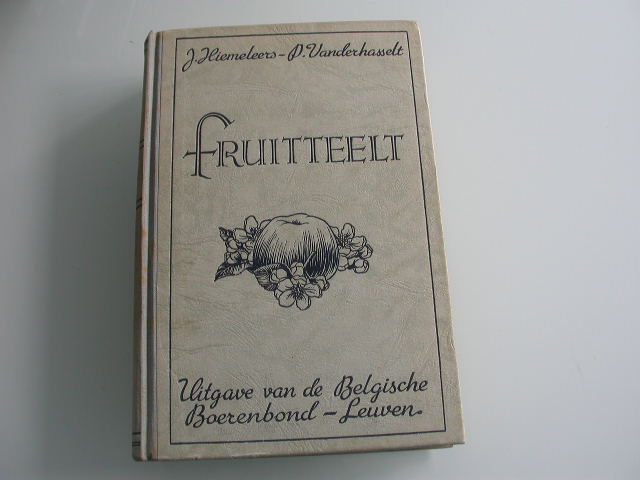 J. Hiemeleers - P. Vanderhasselt
FRUITTEELT
Uitgave van de Belgische
Boerenbond - Leuven.